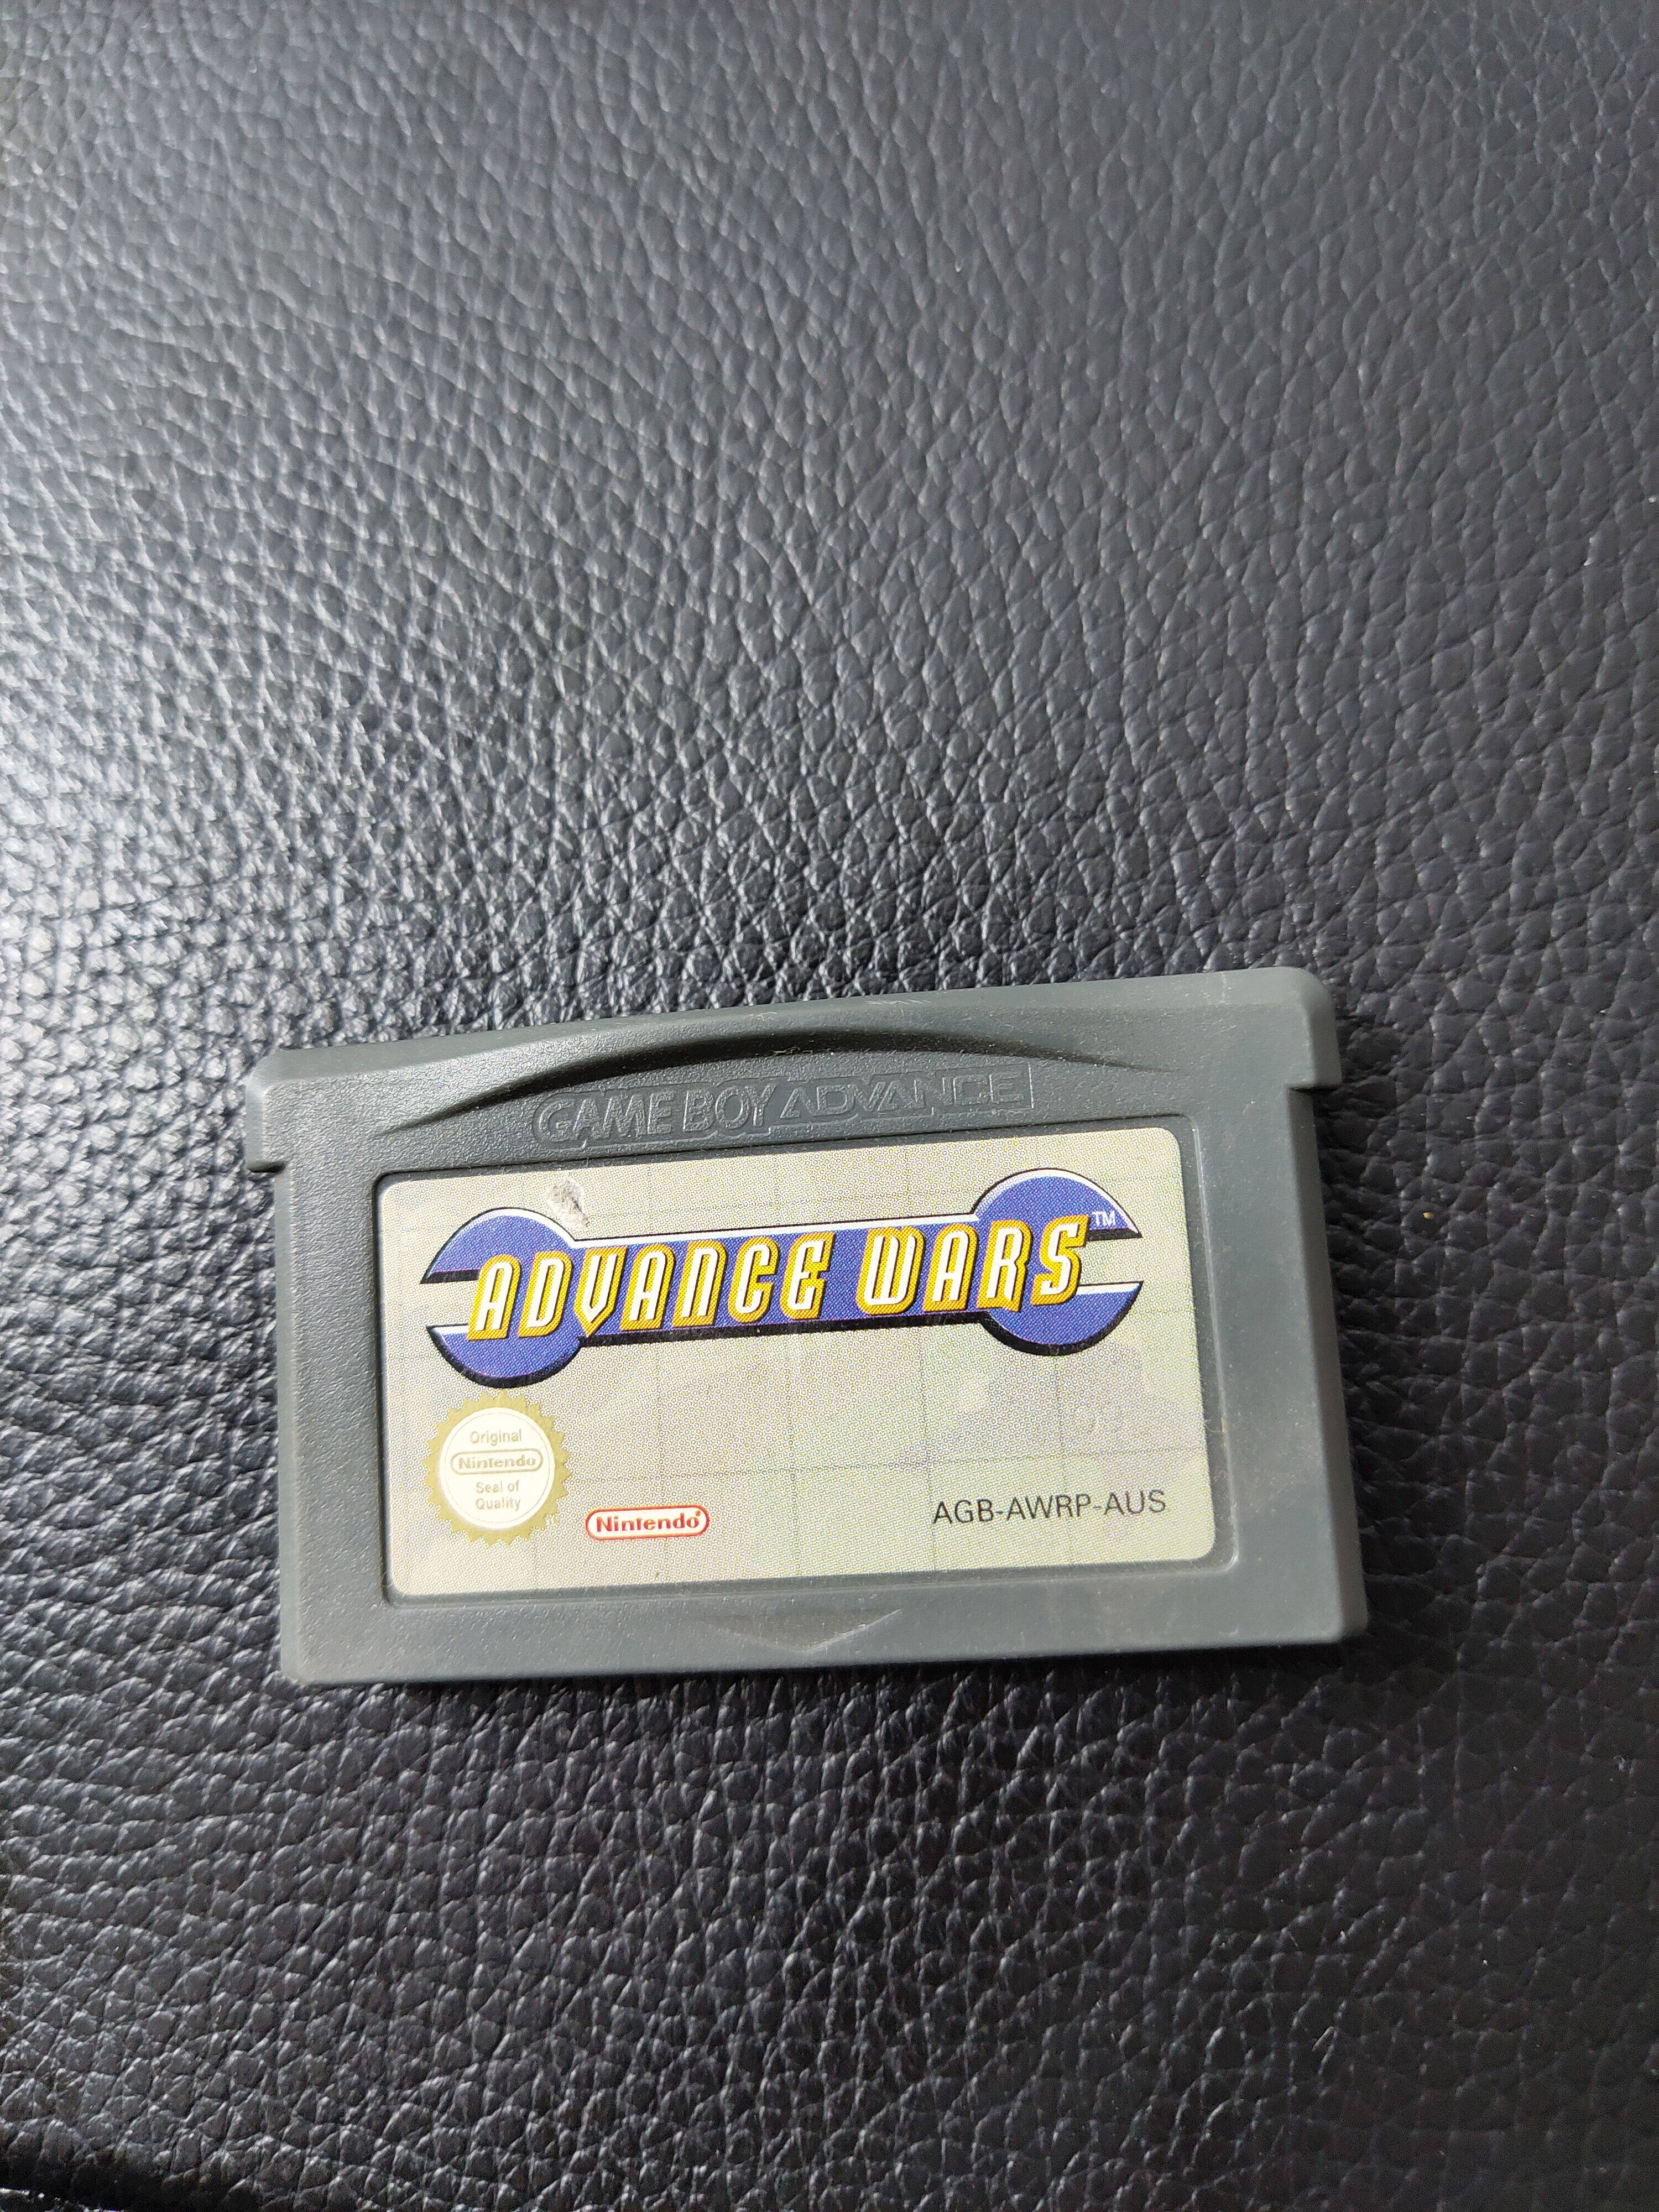 GAME BOY ADVANCE
ADVANCE WARS™
Original
Nintendo
Seal of
Quality
Nintendo®
AGB-AWRP-AUS